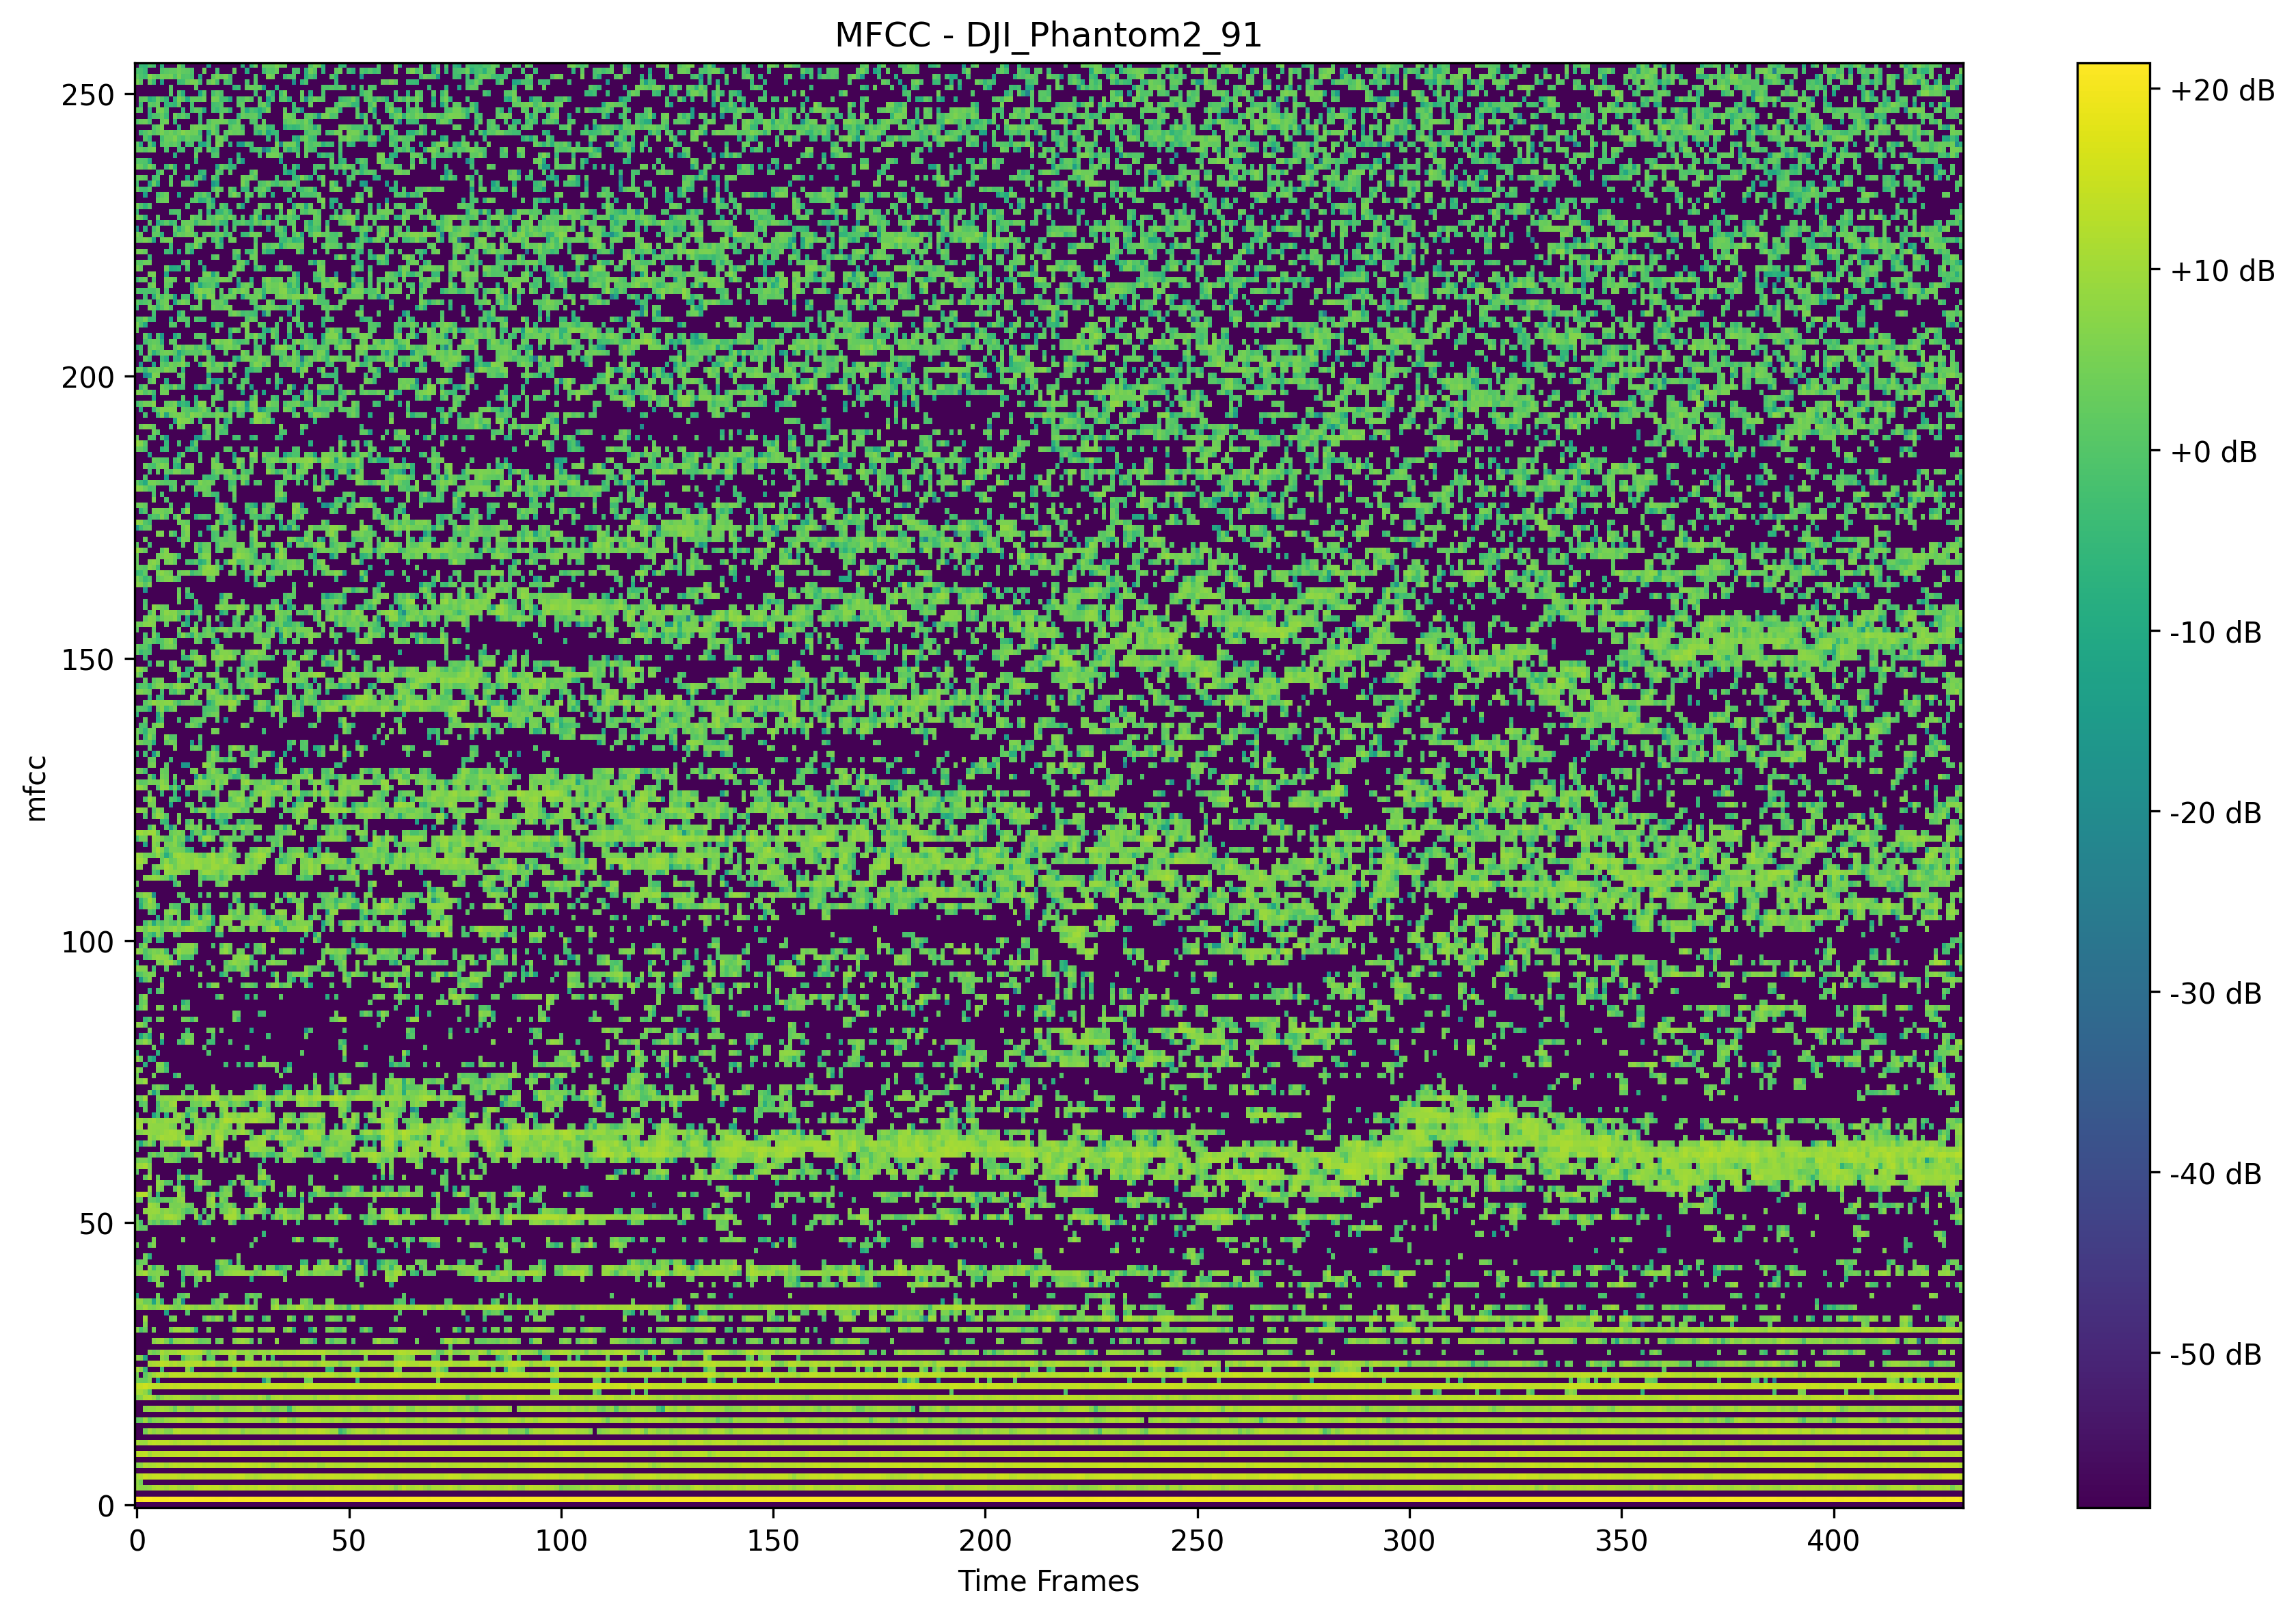 MFCC - DJI_Phantom2_91
mfcc
250
200
150
100
50
0
0 50 100 150 200 250 300 350 400
Time Frames
+20 dB
+10 dB
+0 dB
-10 dB
-20 dB
-30 dB
-40 dB
-50 dB